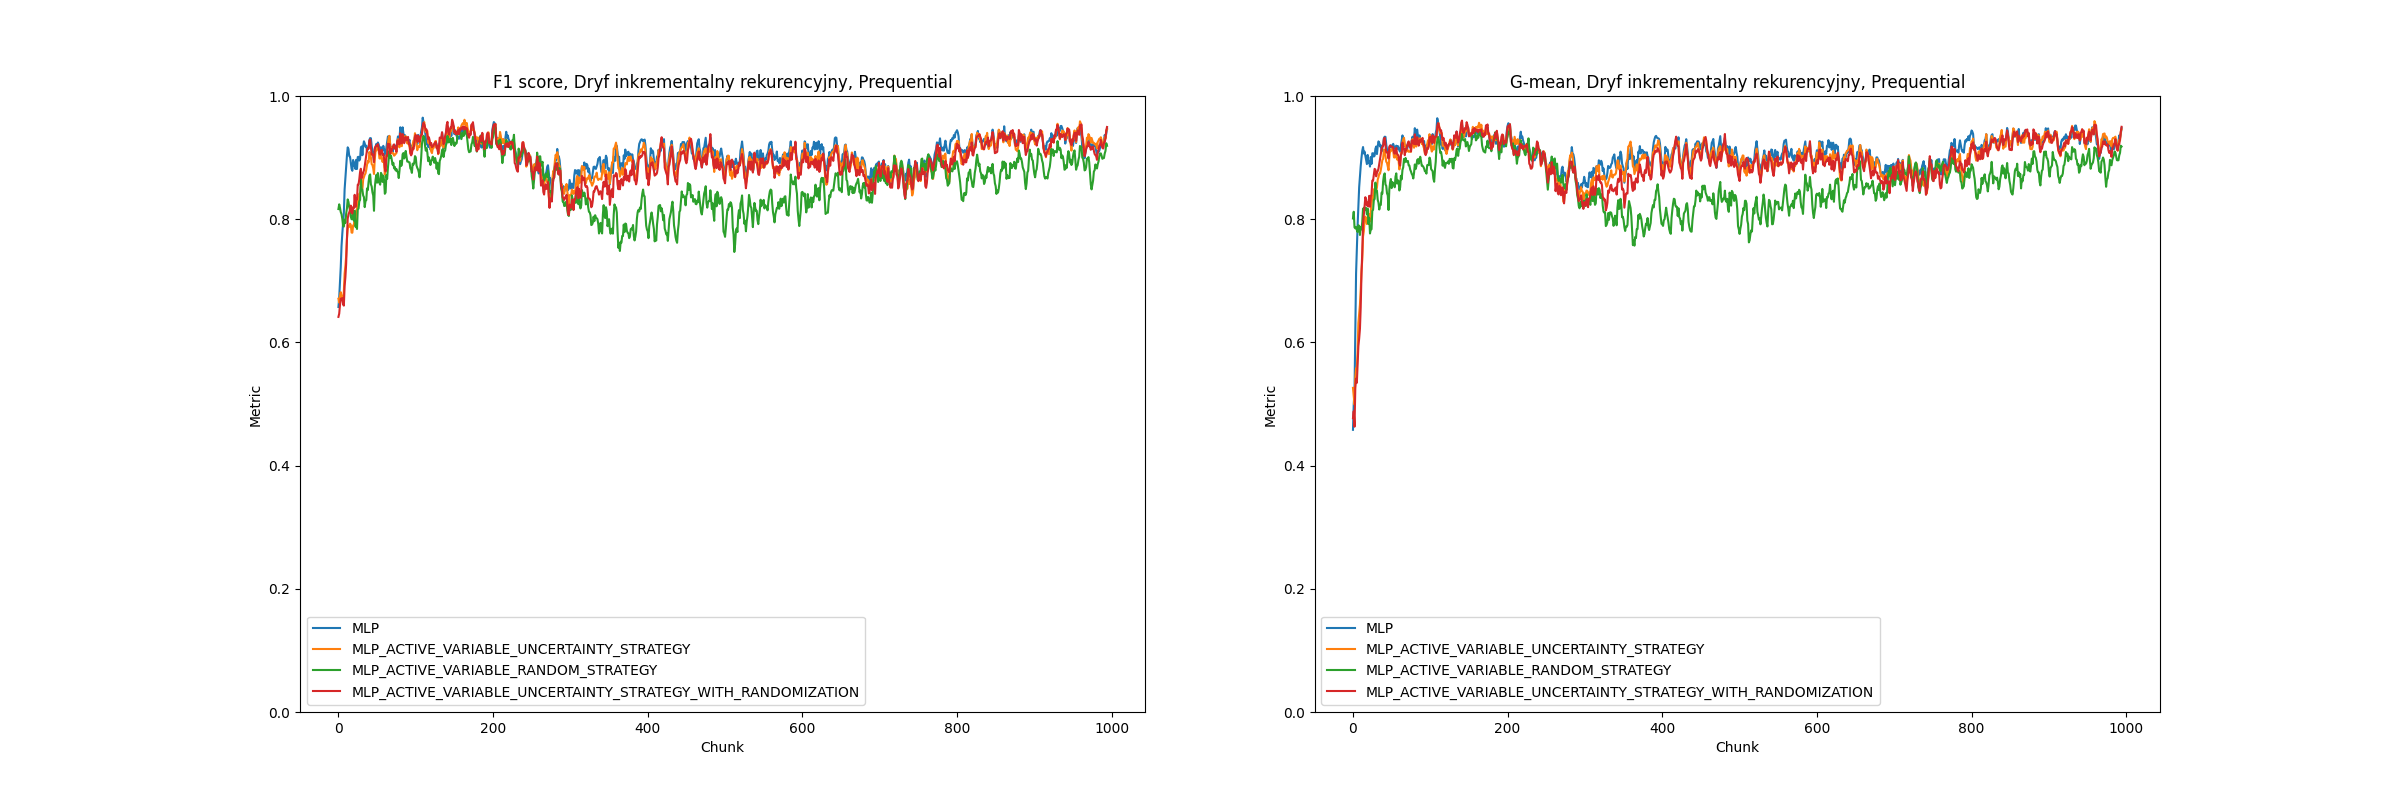 F1 score, Dryf inkrementalny rekurencyjny, Prequential
1.0
0.8
0.6
0.4
0.2
0.0
Metric
0 200 400 600 800 1000
Chunk
MLP
MLP_ACTIVE_VARIABLE_UNCERTAINTY_STRATEGY
MLP_ACTIVE_VARIABLE_RANDOM_STRATEGY
MLP_ACTIVE_VARIABLE_UNCERTAINTY_STRATEGY_WITH_RANDOMIZATION
G-mean, Dryf inkrementalny rekurencyjny, Prequential
1.0
0.8
0.6
0.4
0.2
0.0
Metric
0 200 400 600 800 1000
Chunk
MLP
MLP_ACTIVE_VARIABLE_UNCERTAINTY_STRATEGY
MLP_ACTIVE_VARIABLE_RANDOM_STRATEGY
MLP_ACTIVE_VARIABLE_UNCERTAINTY_STRATEGY_WITH_RANDOMIZATION